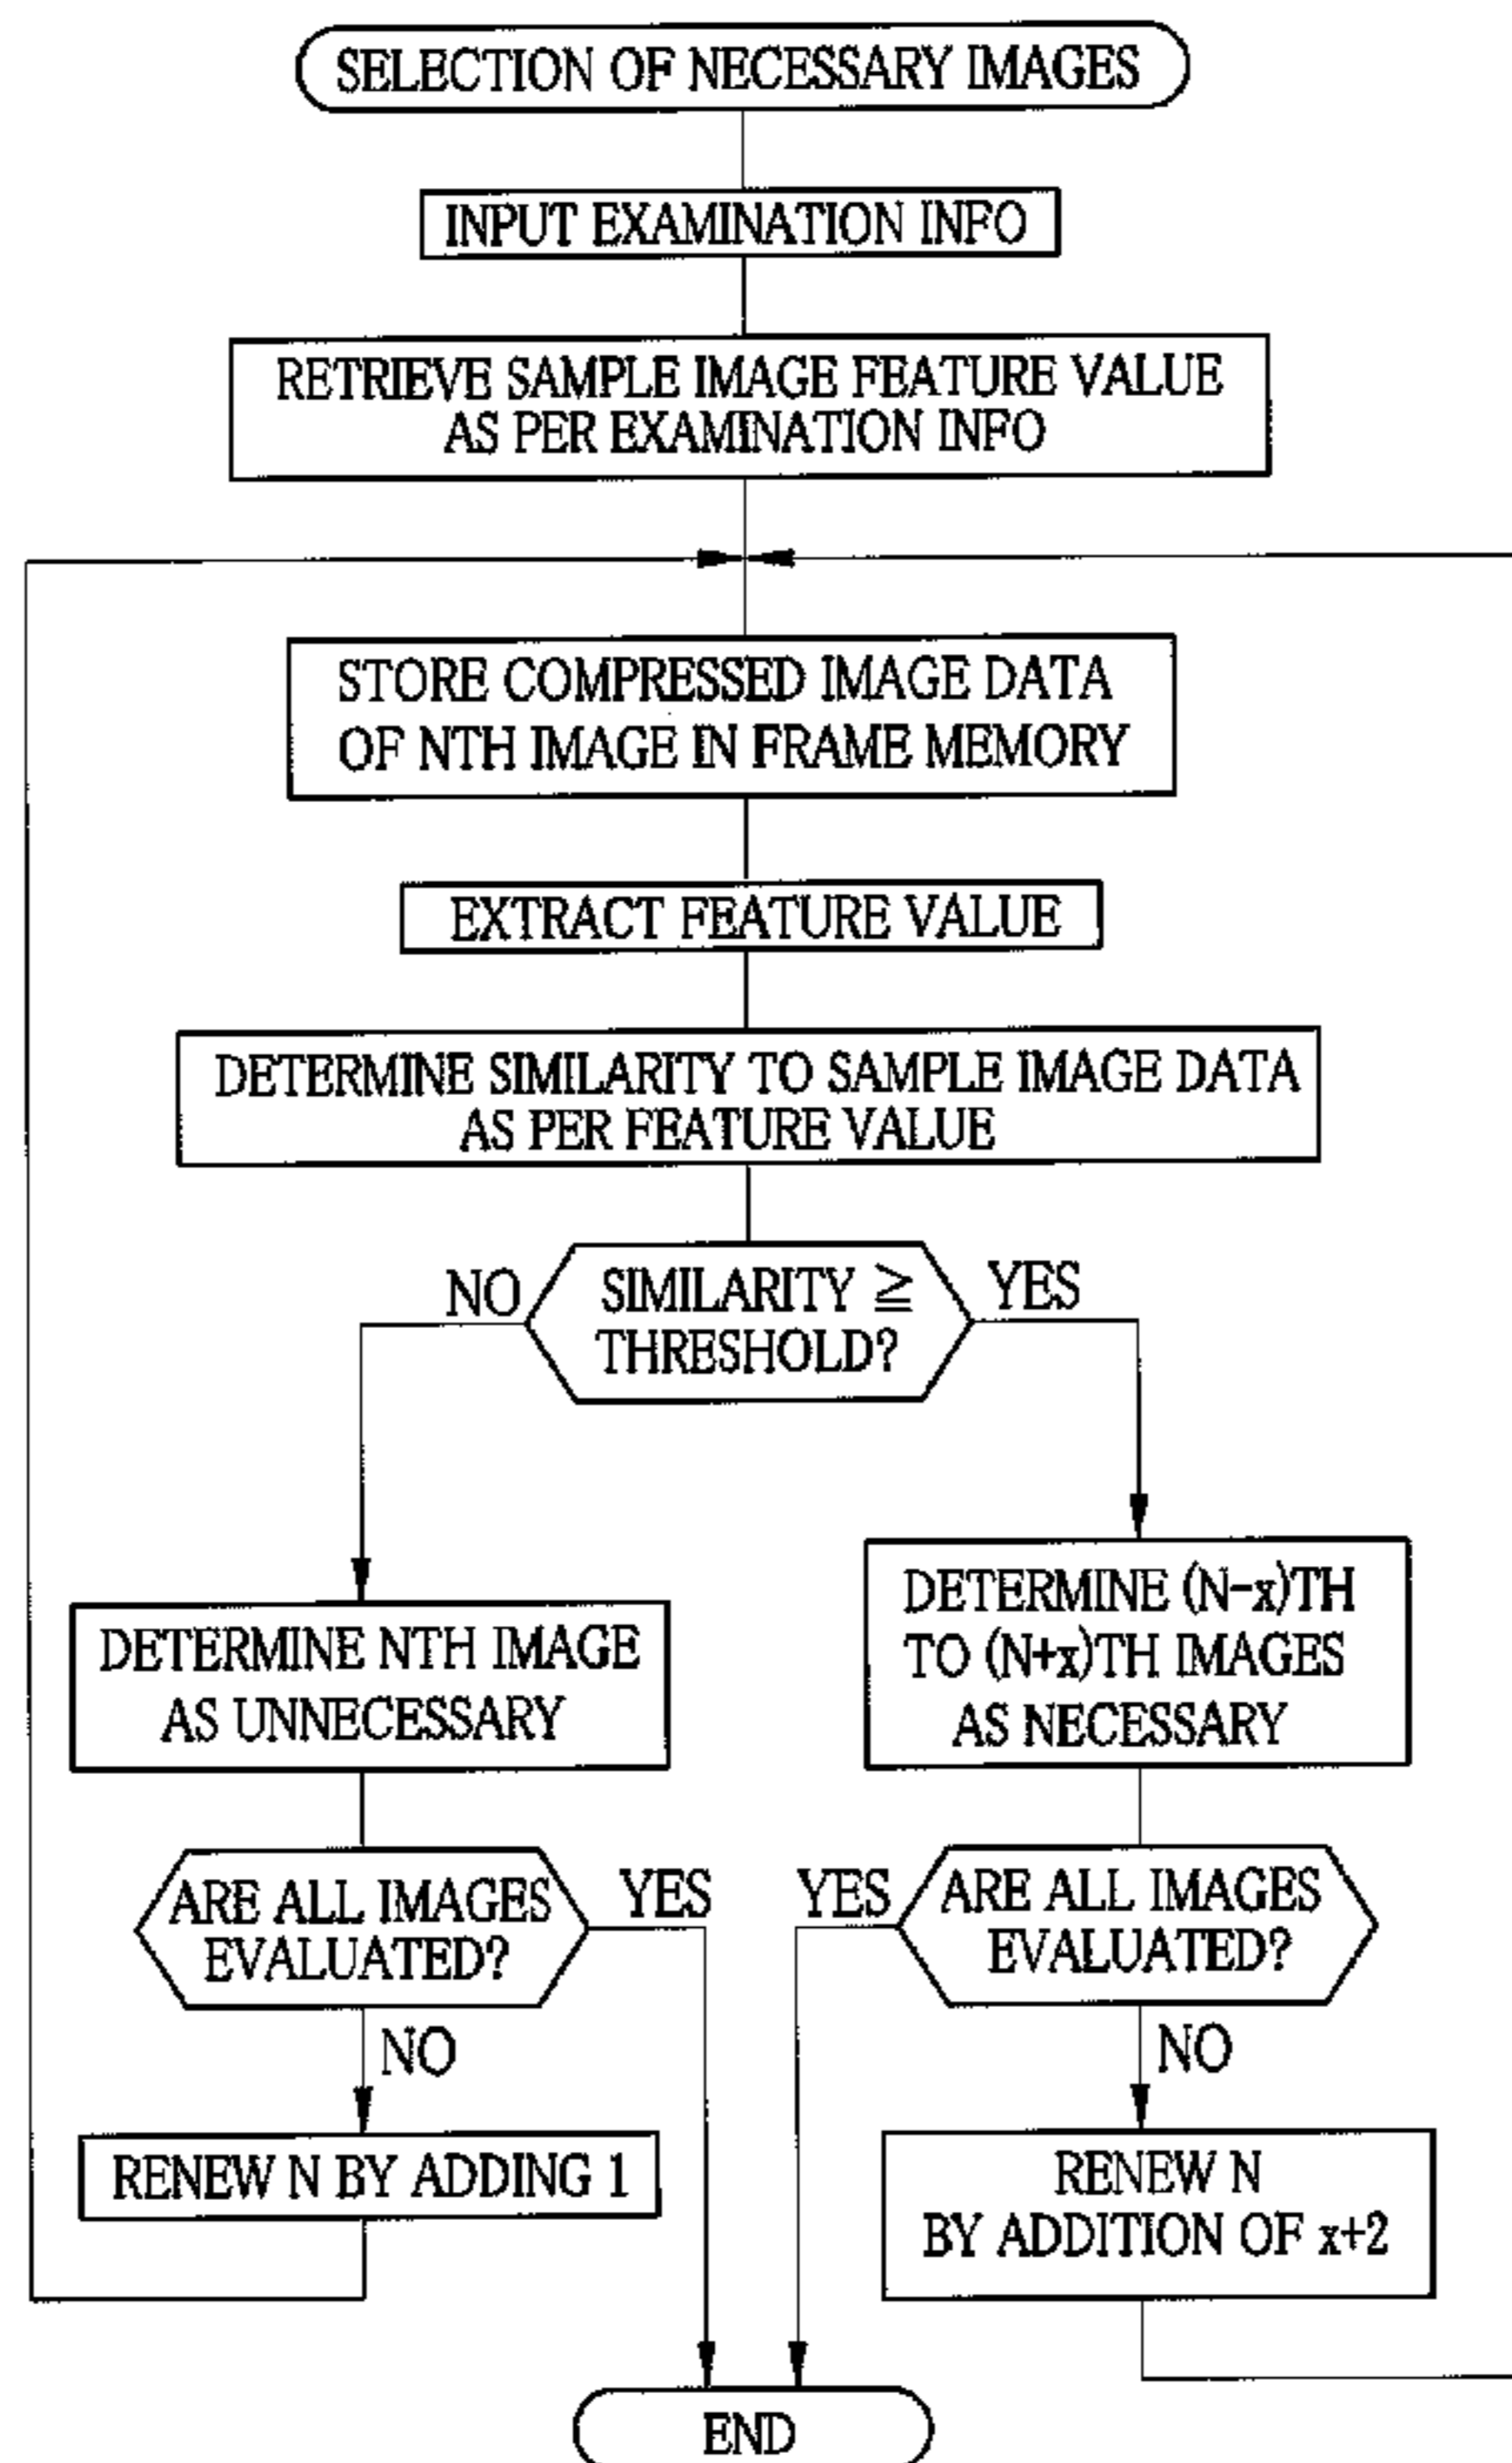 SELECTION OF NECESSARY IMAGES
INPUT EXAMINATION INFO
RETRIEVE SAMPLE IMAGE FEATURE VALUE
AS PER EXAMINATION INFO
STORE COMPRESSED IMAGE DATA
OF NTH IMAGE IN FRAME MEMORY
EXTRACT FEATURE VALUE
DETERMINE SIMILARITY TO SAMPLE IMAGE DATA
AS PER FEATURE VALUE
NO
SIMILARITY ≧
THRESHOLD?
YES
DETERMINE NTH IMAGE
AS UNNECESSARY
DETERMINE (N-x)TH
TO (N+x)TH IMAGES
AS NECESSARY
ARE ALL IMAGES
EVALUATED?
YES
YES
ARE ALL IMAGES
EVALUATED?
NO
NO
RENEW N BY ADDING 1
RENEW N
BY ADDITION OF x+2
END